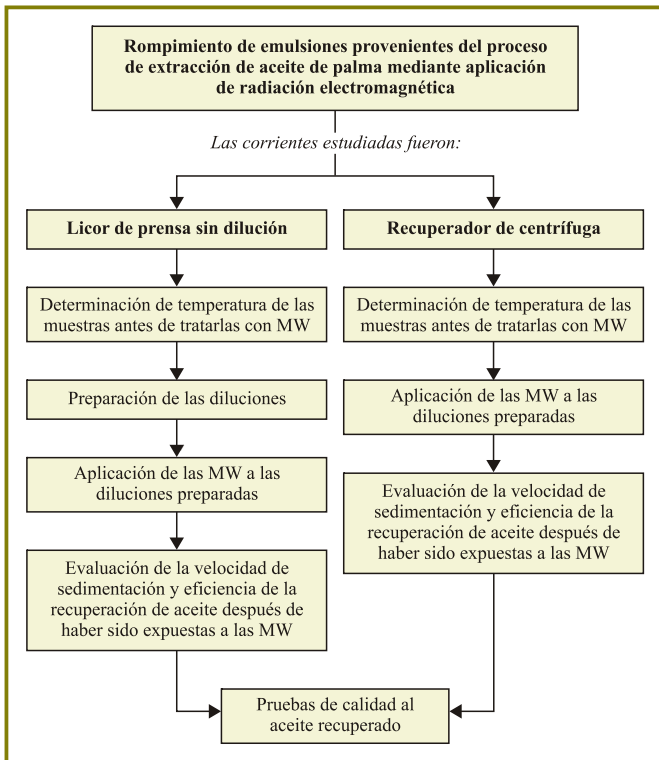 Rompimiento de emulsiones provenientes del proceso
de extracción de aceite de palma mediante aplicación
de radiación electromagnética
Las corrientes estudiadas fueron:
Licor de prensa sin dilución
Determinación de temperatura de las
muestras antes de tratarlas con MW
Preparación de las diluciones
Aplicación de las MW a las
diluciones preparadas
Evaluación de la velocidad de
sedimentación y eficiencia de la
recuperación de aceite después de
haber sido expuestas a las MW
Recuperador de centrífuga
Determinación de temperatura de las
muestras antes de tratarlas con MW
Aplicación de las MW a las
diluciones preparadas
Evaluación de la velocidad de
sedimentación y eficiencia de la
recuperación de aceite después de
haber sido expuestas a las MW
Pruebas de calidad al
aceite recuperado